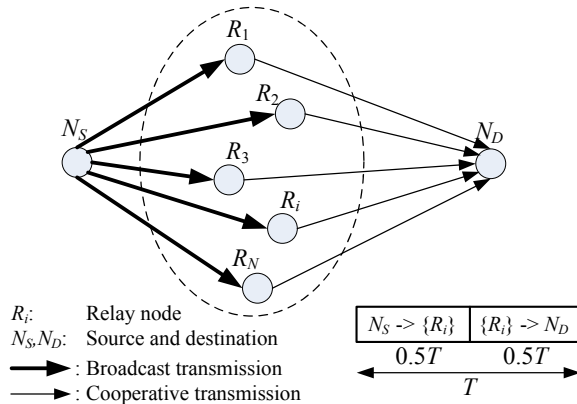 R1
R2
NS
ND
R3
Ri
RN
Ri: Relay node
NS,ND: Source and destination
: Broadcast transmission
: Cooperative transmission
NS -> {Ri} {Ri} -> ND
0.5T 0.5T
T